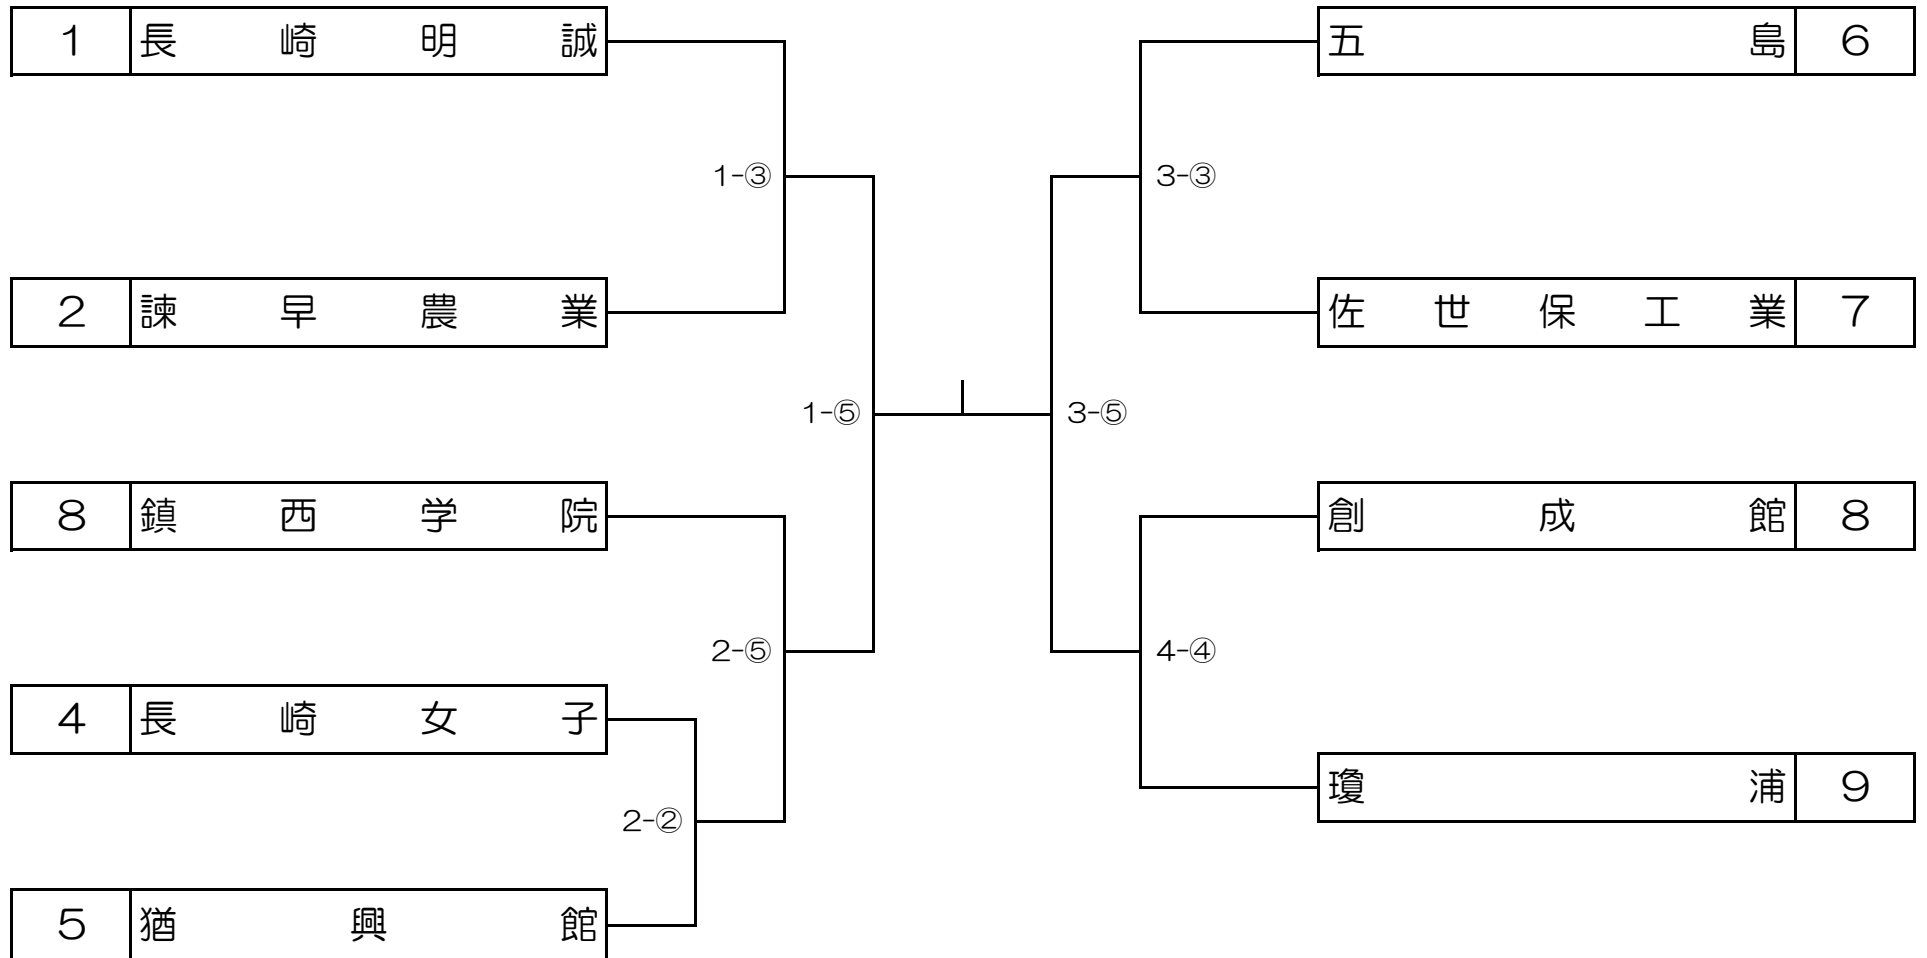 1 長崎明誠
五島 6
1-③
3-③
2 諫早農業
佐世保工業 7
1-⑤
3-⑤
8 鎮西学院
創成館 8
2-⑤
4-④
4 長崎女子
瓊浦 9
2-②
5 猶興館